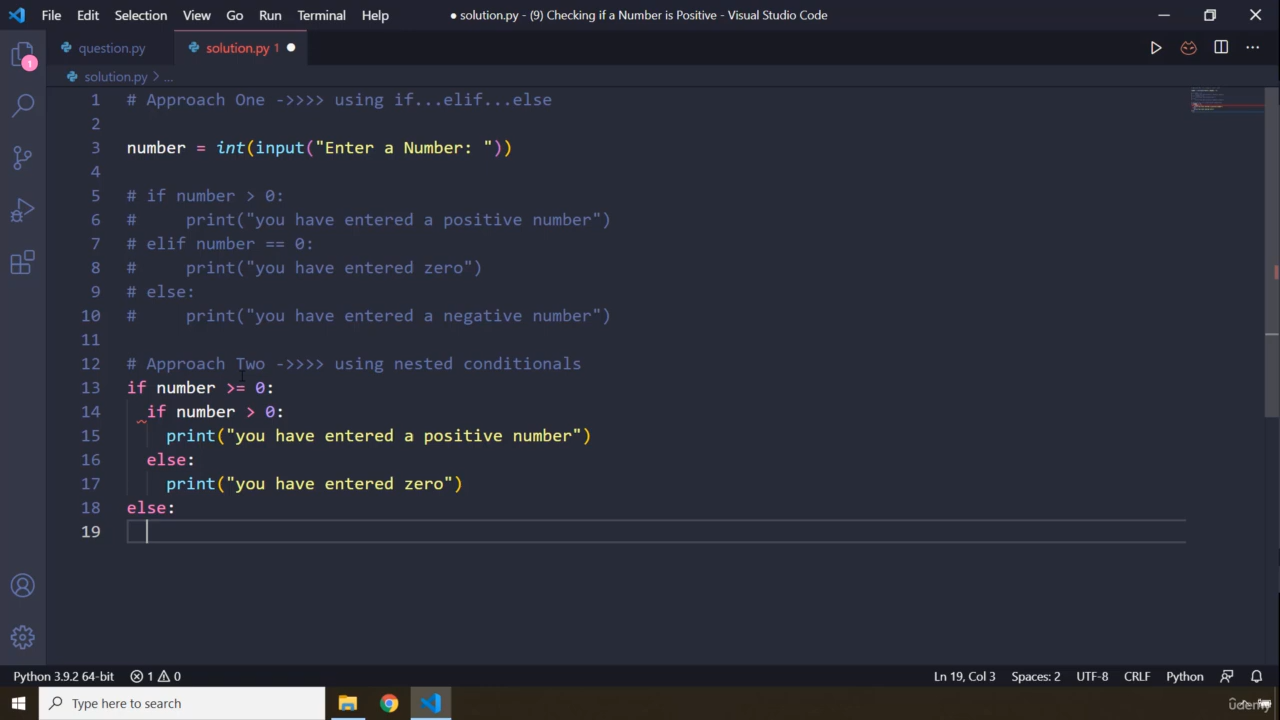 File Edit Selection View Go Run Terminal Help ● solution.py - (9) Checking if a Number is Positive - Visual Studio Code
question.py solution.py 1
solution.py > ...
1 # Approach One ->>>> using if...elif...else
2
3 number = int(input("Enter a Number: "))
4
5 # if number > 0:
6 #     print("you have entered a positive number")
7 # elif number == 0:
8 #     print("you have entered zero")
9 # else:
10 #     print("you have entered a negative number")
11
12 # Approach Two ->>>> using nested conditionals
13 if number >= 0:
14   if number > 0:
15     print("you have entered a positive number")
16   else:
17     print("you have entered zero")
18 else:
19
1
Python 3.9.2 64-bit 1 0 Ln 19, Col 3 Spaces: 2 UTF-8 CRLF Python
Type here to search
udemy